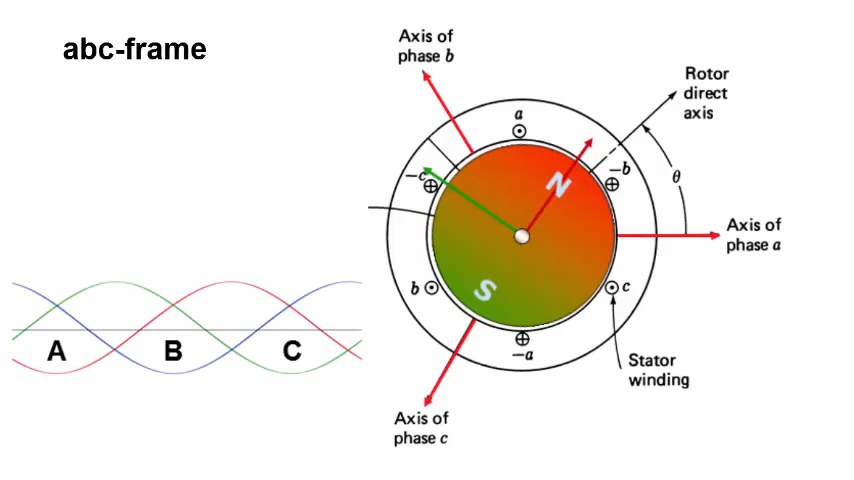 abc-frame
Axis of
phase b
Rotor
direct
axis
a
-b
-c
N
θ
Axis of
phase a
b
S
c
-a
A
B
C
Stator
winding
Axis of
phase c